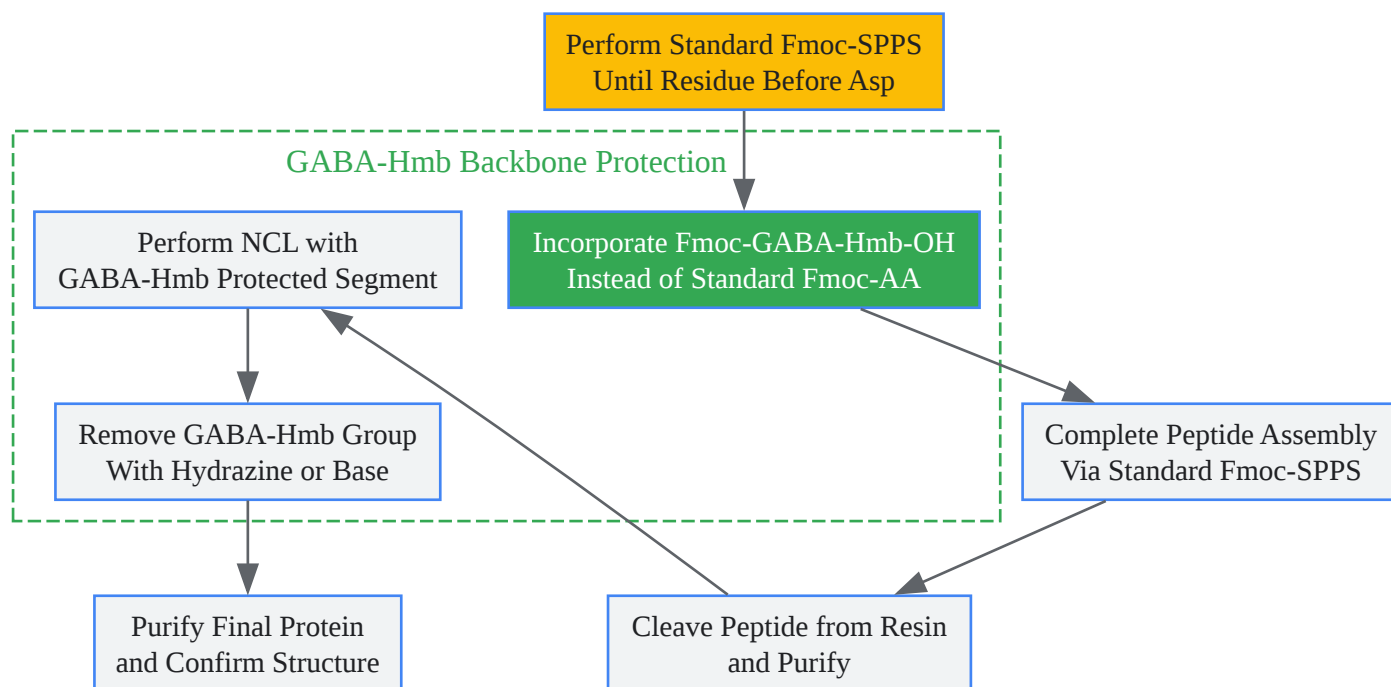 Perform Standard Fmoc-SPPS
Until Residue Before Asp
GABA-Hmb Backbone Protection
Perform NCL with
GABA-Hmb Protected Segment
Incorporate Fmoc-GABA-Hmb-OH
Instead of Standard Fmoc-AA
Remove GABA-Hmb Group
With Hydrazine or Base
Complete Peptide Assembly
Via Standard Fmoc-SPPS
Purify Final Protein
and Confirm Structure
Cleave Peptide from Resin
and Purify